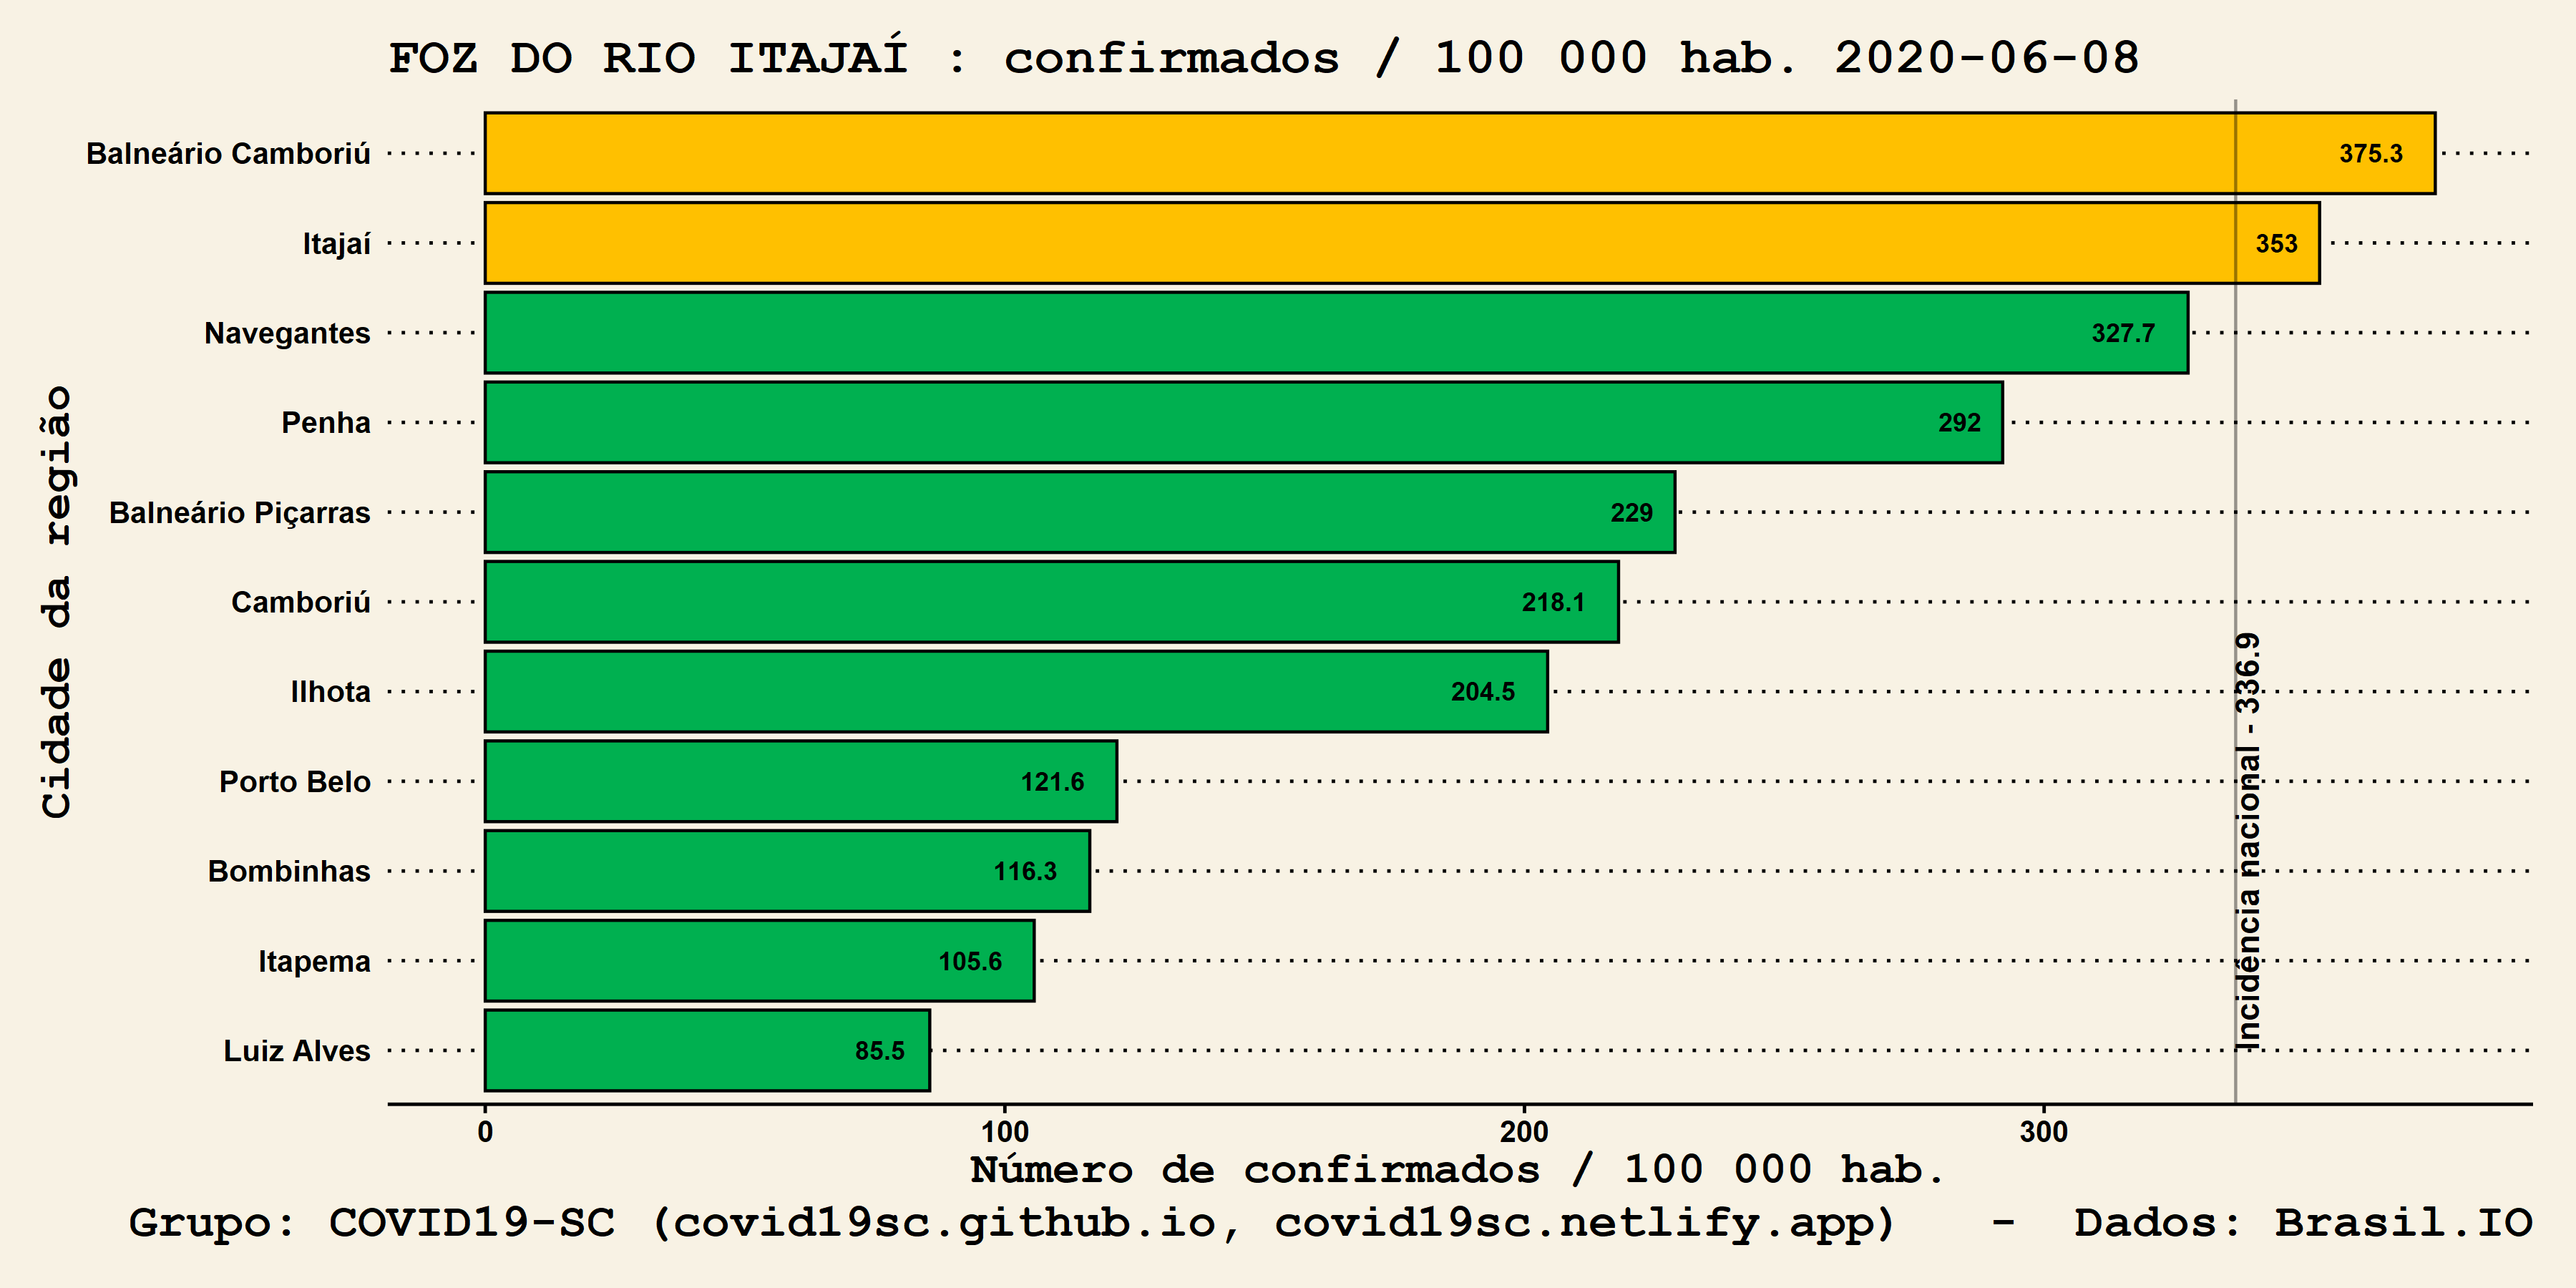 FOZ DO RIO ITAJAÍ : confirmados / 100 000 hab. 2020-06-08
Cidade da região
Balneário Camboriú 375.3
Itajaí 353
Navegantes 327.7
Penha 292
Balneário Piçarras 229
Camboriú 218.1
Ilhota 204.5
Porto Belo 121.6
Bombinhas 116.3
Itapema 105.6
Luiz Alves 85.5
Incidência nacional - 336.9
0 100 200 300
Número de confirmados / 100 000 hab.
Grupo: COVID19-SC (covid19sc.github.io, covid19sc.netlify.app) - Dados: Brasil.IO